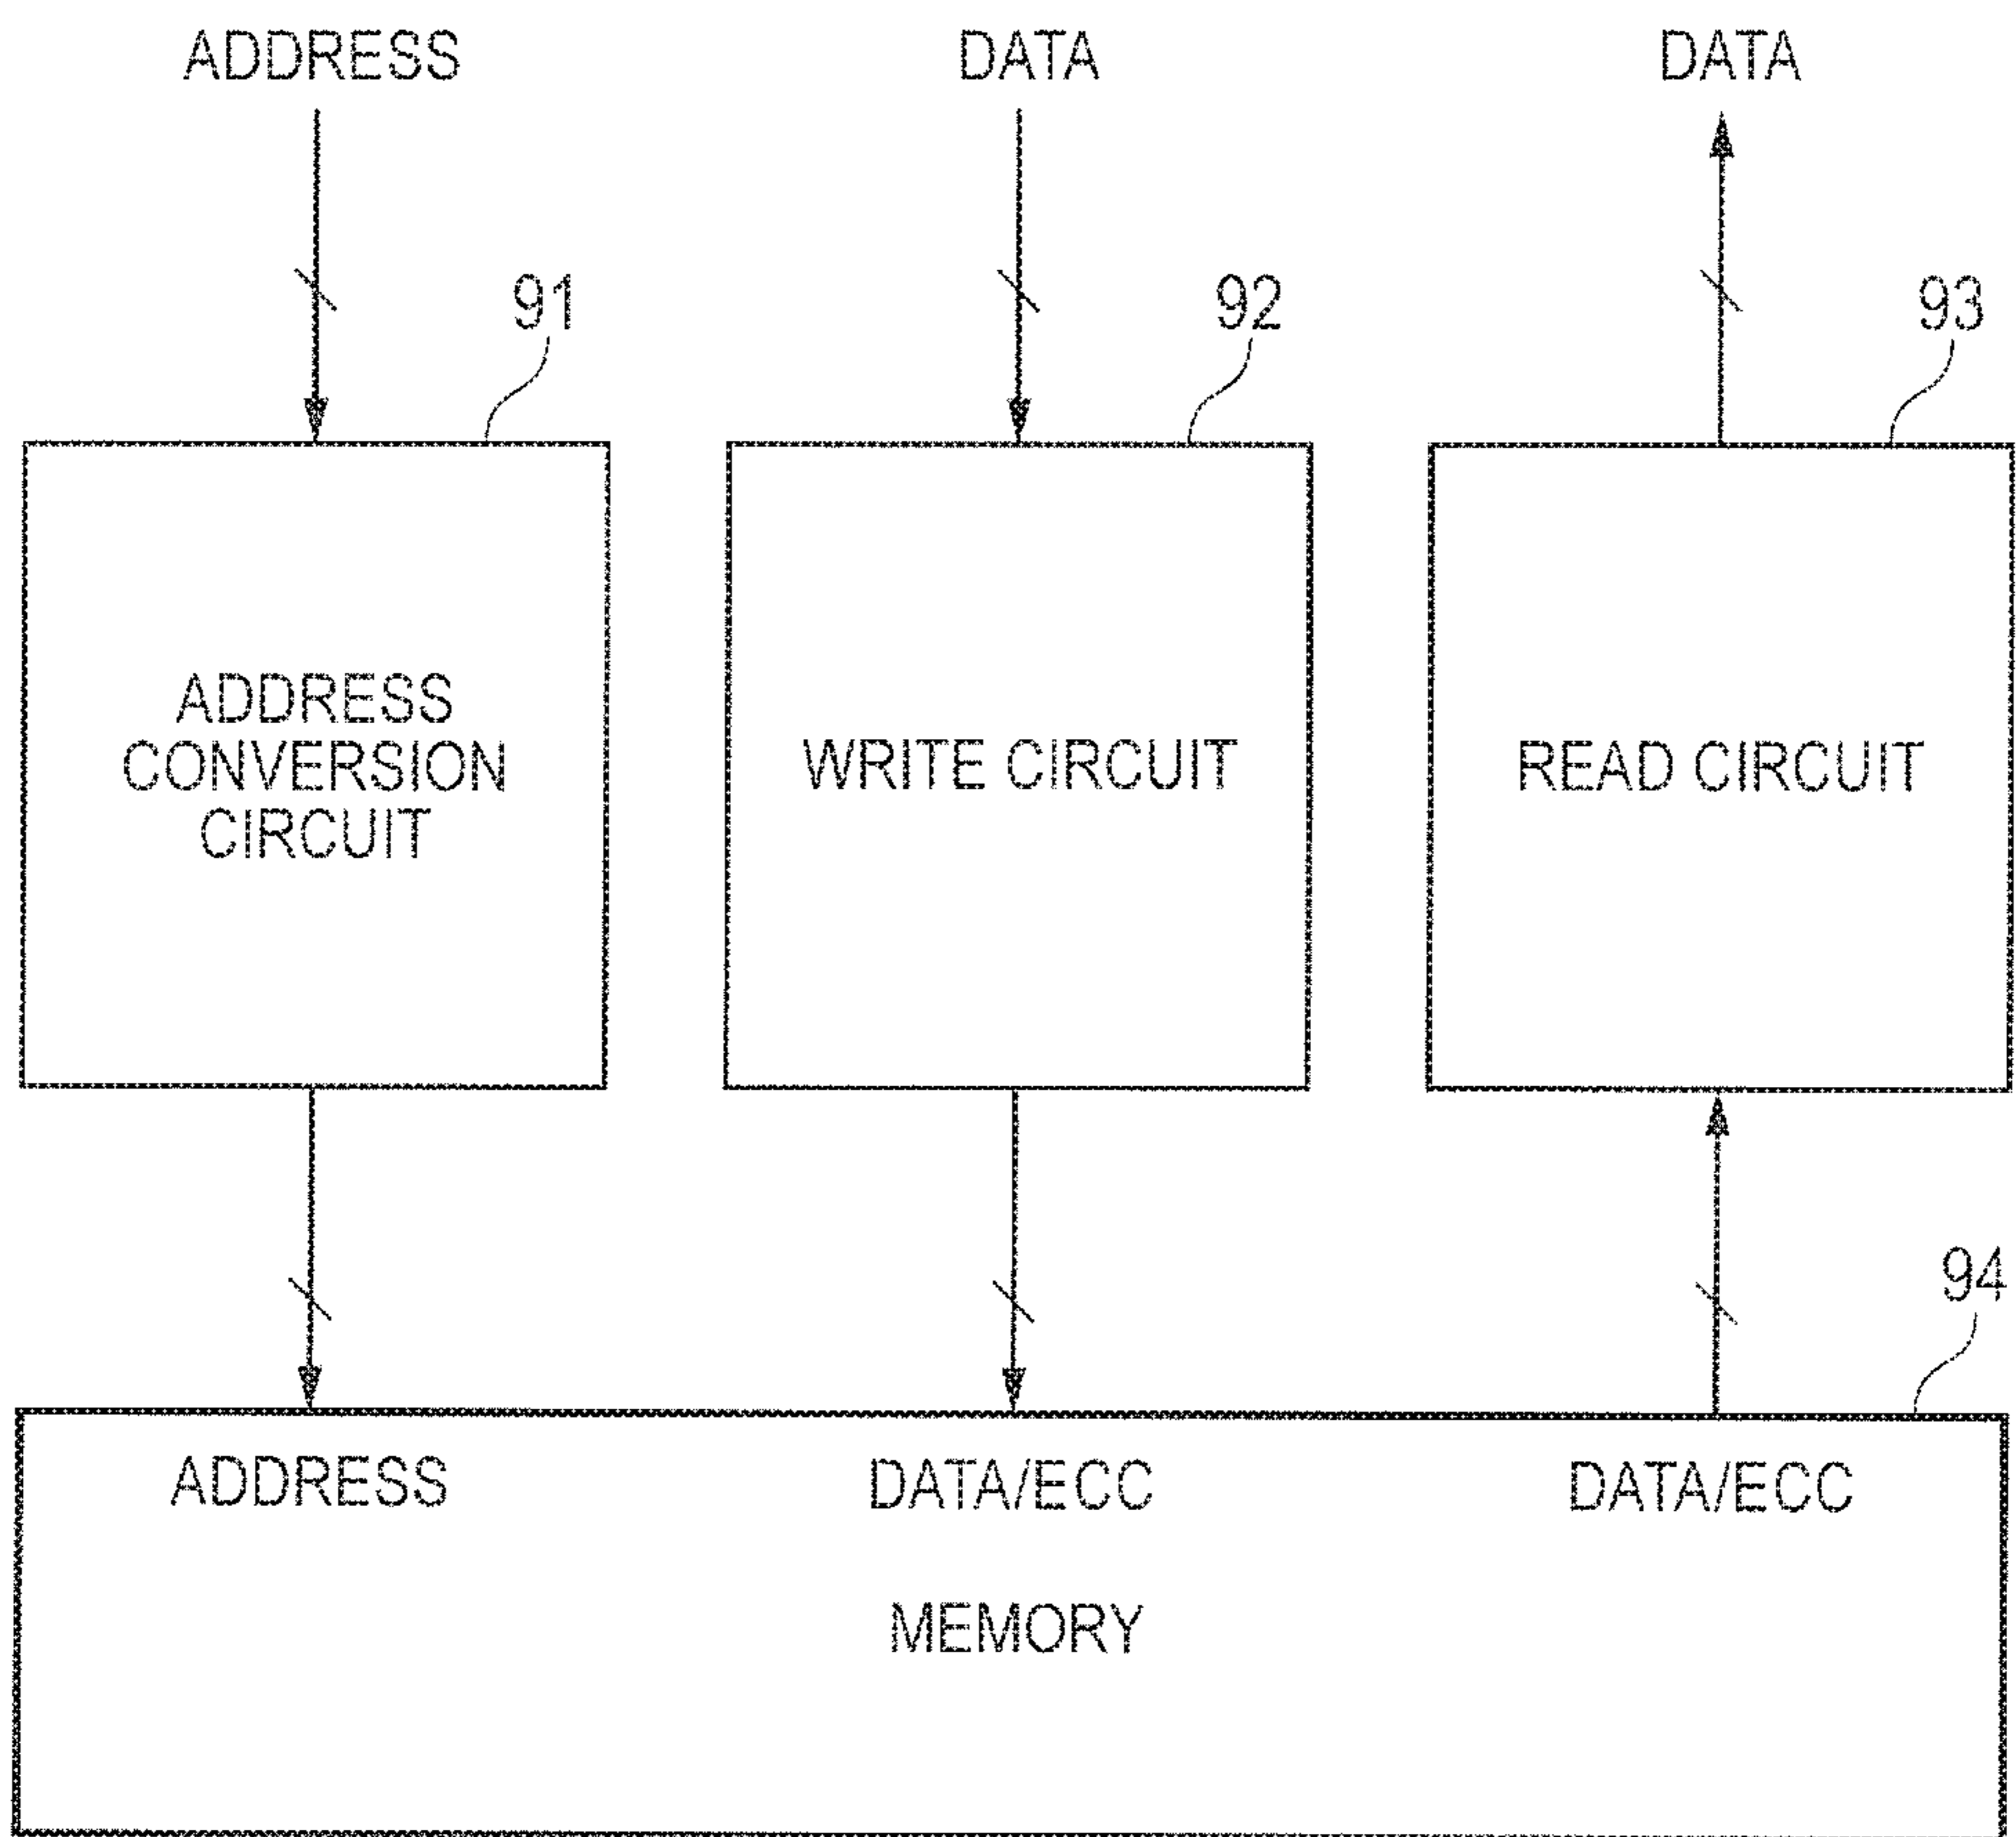 ADDRESS
DATA
DATA
91
92
93
ADDRESS
CONVERSION
CIRCUIT
WRITE CIRCUIT
READ CIRCUIT
94
ADDRESS
DATA/ECC
DATA/ECC
MEMORY